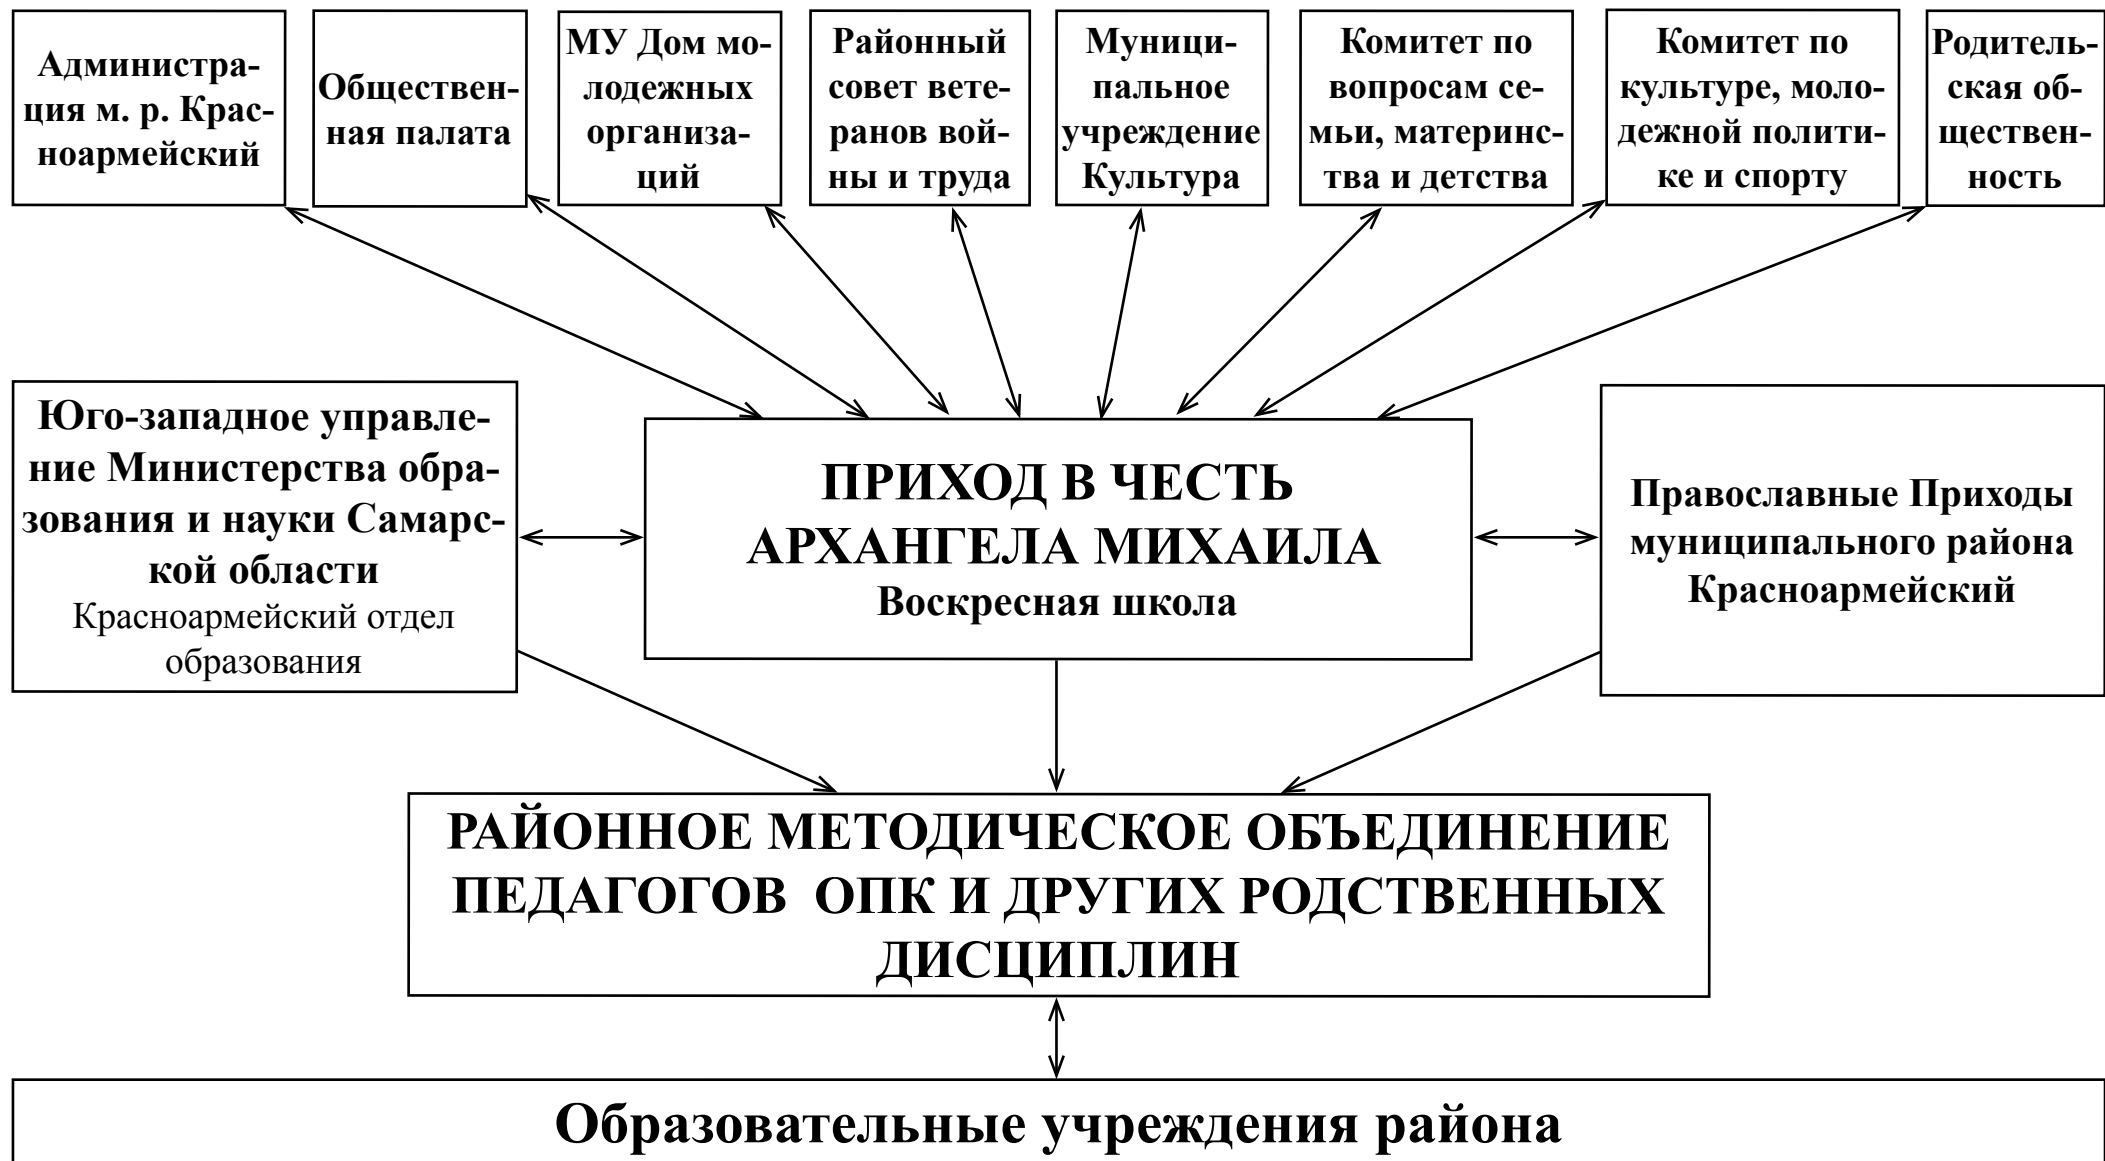 Администра-
ция м. р. Крас-
ноармейский
Обществен-
ная палата
МУ Дом мо-
лодежных
организа-
ций
Районный
совет вете-
ранов вой-
ны и труда
Муници-
пальное
учреждение
Культура
Комитет по
вопросам се-
мьи, материнс-
тва и детства
Комитет по
культуре, моло-
дежной полити-
ке и спорту
Родитель-
ская об-
ществен-
ность
Юго-западное управле-
ние Министерства обра-
зования и науки Самарс-
кой области
Красноармейский отдел
образования
ПРИХОД В ЧЕСТЬ
АРХАНГЕЛА МИХАИЛА
Воскресная школа
Православные Приходы
муниципального района
Красноармейский
РАЙОННОЕ МЕТОДИЧЕСКОЕ ОБЪЕДИНЕНИЕ
ПЕДАГОГОВ ОПК И ДРУГИХ РОДСТВЕННЫХ
ДИСЦИПЛИН
Образовательные учреждения района